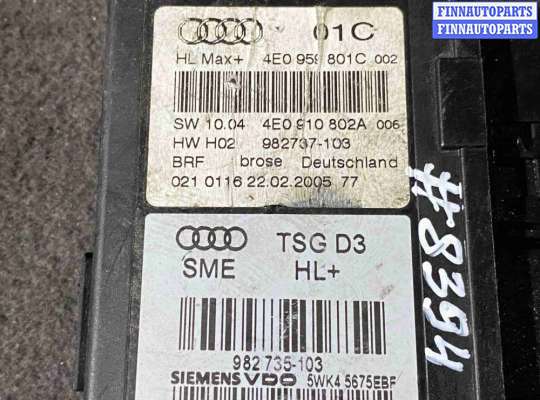 FINNAUTOPARTS
FINNAUTOPARTS
01C
HL Max+ 4E0 959 801C 002
SW 10.04 4E0 910 802A 006
HW H02 982737-103
BRF brose Deutschland
021 0116 22.02.2005 77
TSG D3
SME HL+
982 735-103
SIEMENS VDO 5WK4 5675EBF
#8394